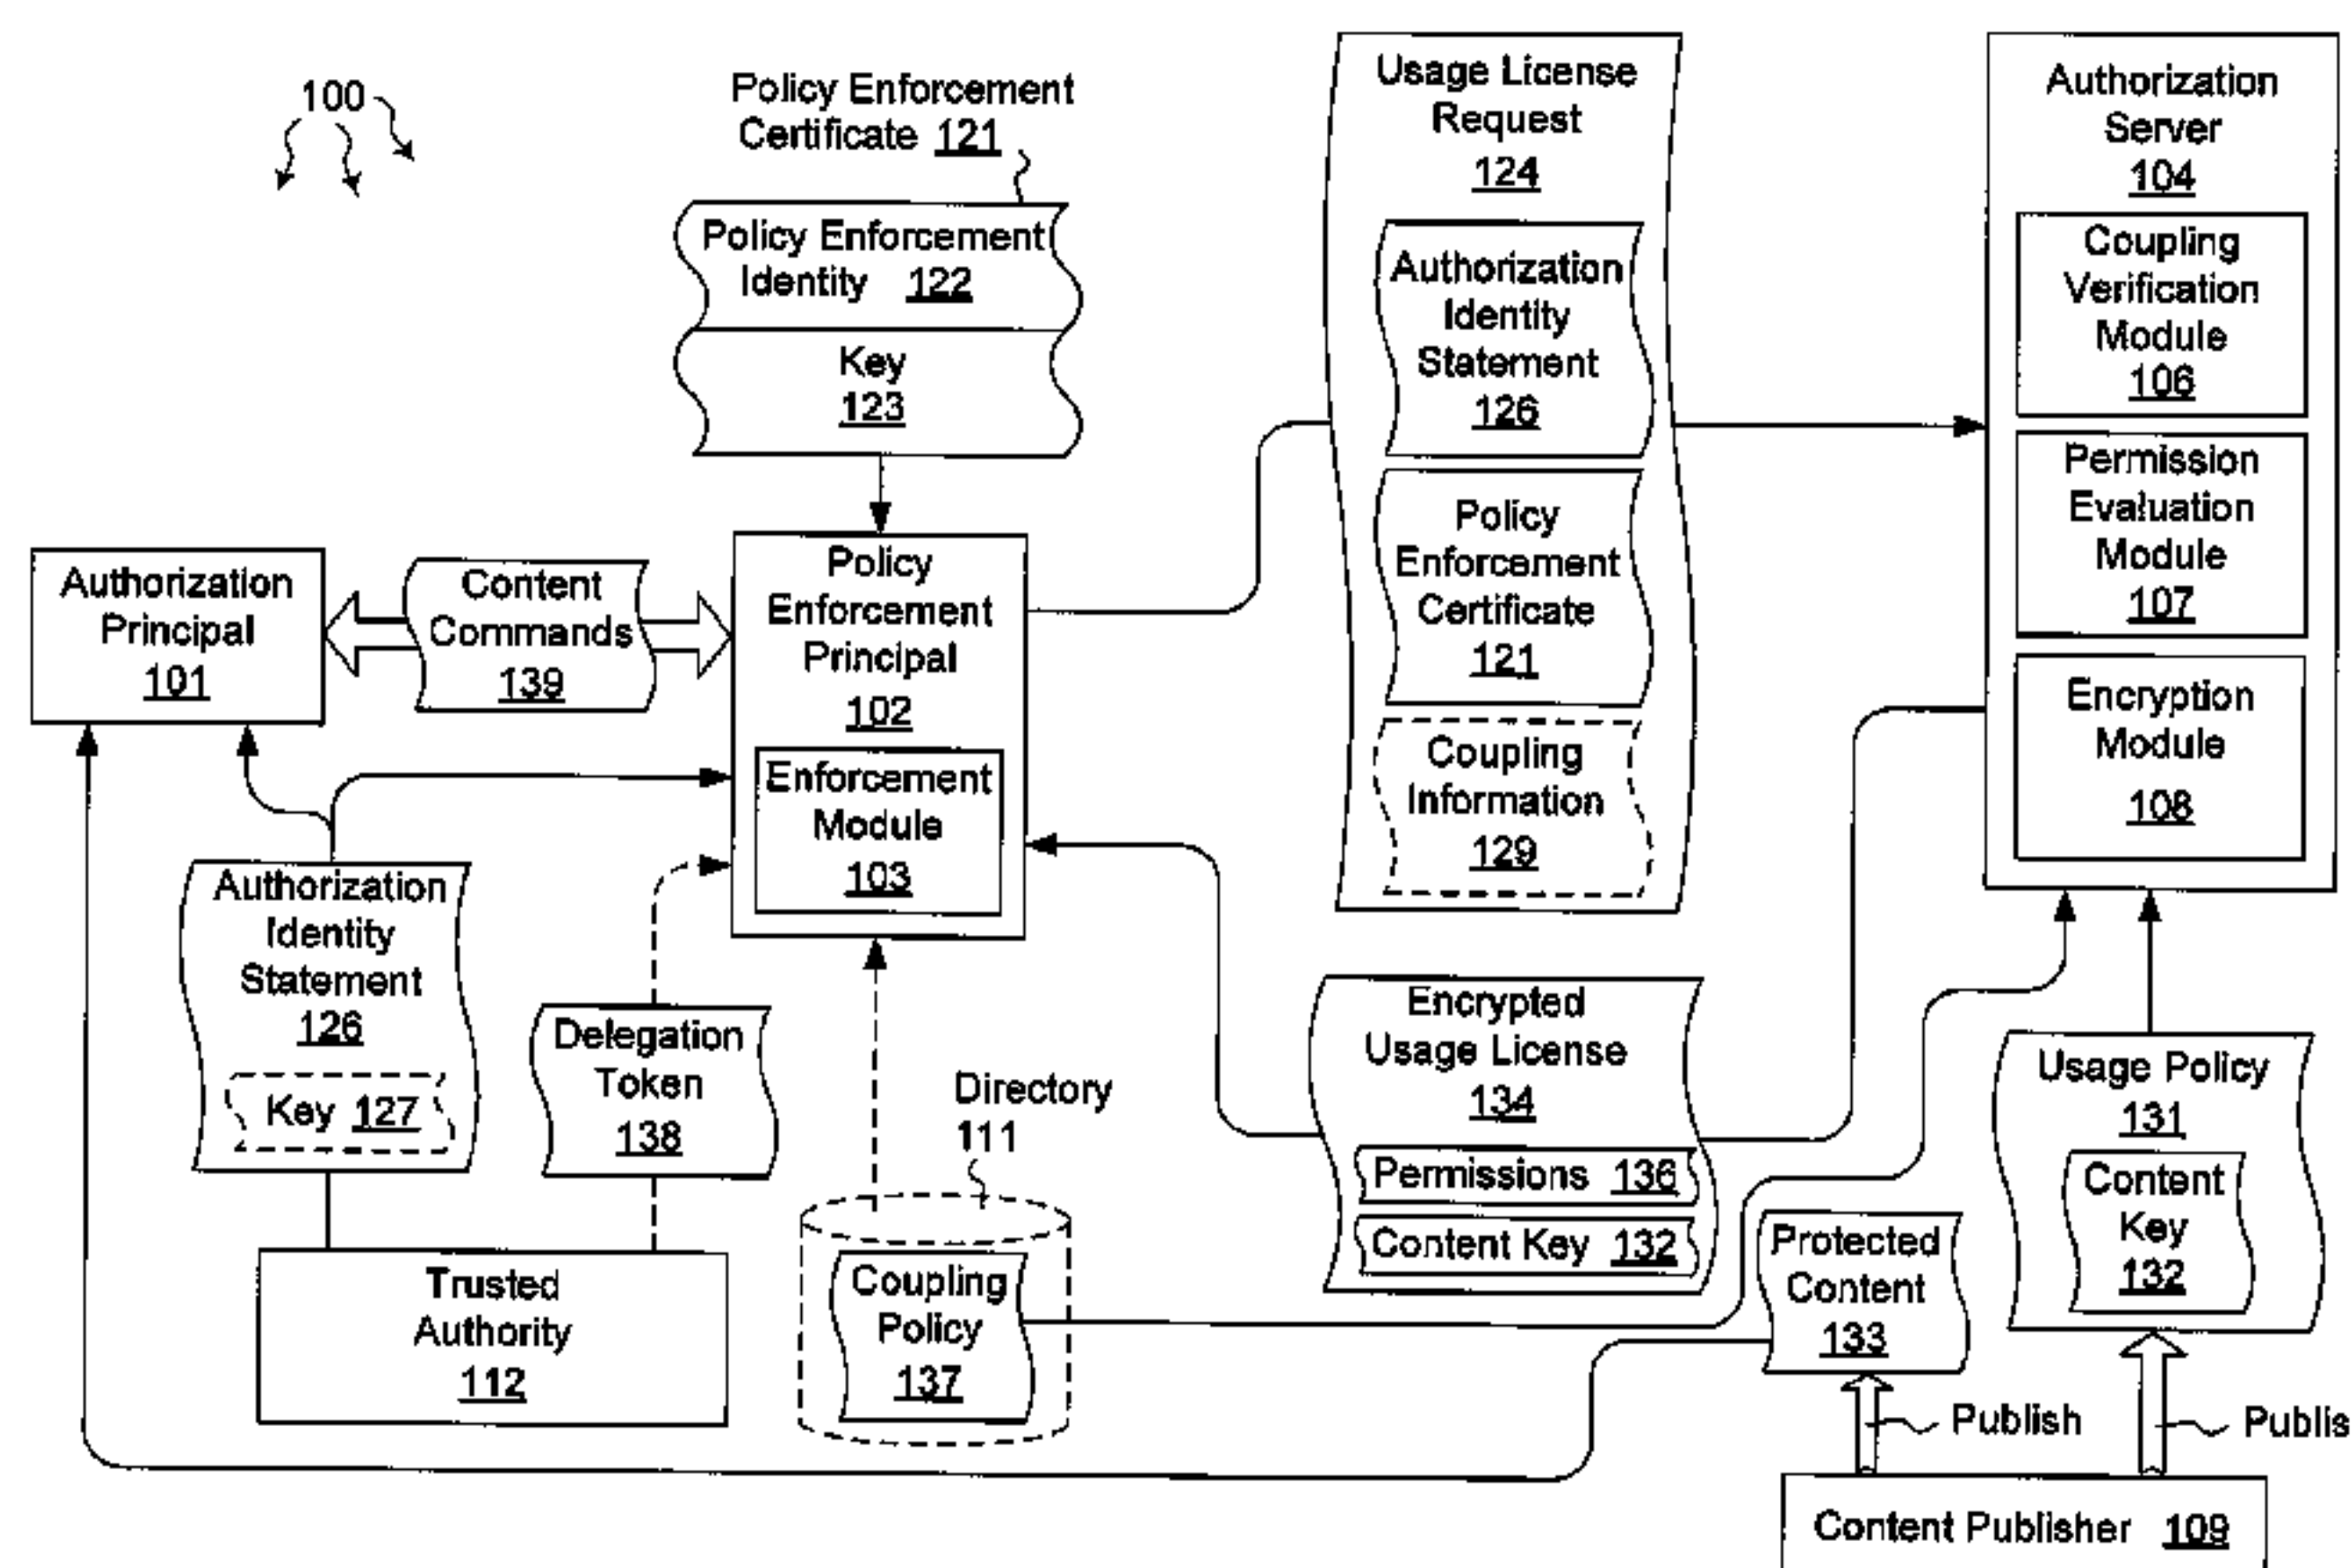 100
Policy Enforcement
Certificate 121
Policy Enforcement
Identity 122
Key
123
Usage License
Request
124
Authorization
Identity
Statement
126
Policy
Enforcement
Certificate
121
Coupling
Information
129
Authorization
Server
104
Coupling
Verification
Module
106
Permission
Evaluation
Module
107
Encryption
Module
108
Authorization
Principal
101
Content
Commands
139
Policy
Enforcement
Principal
102
Enforcement
Module
103
Authorization
Identity
Statement
126
Key 127
Delegation
Token
138
Trusted
Authority
112
Directory
111
Coupling
Policy
137
Encrypted
Usage License
134
Permissions 136
Content Key 132
Protected
Content
133
Usage Policy
131
Content
Key
132
Publish
Publis
Content Publisher 109